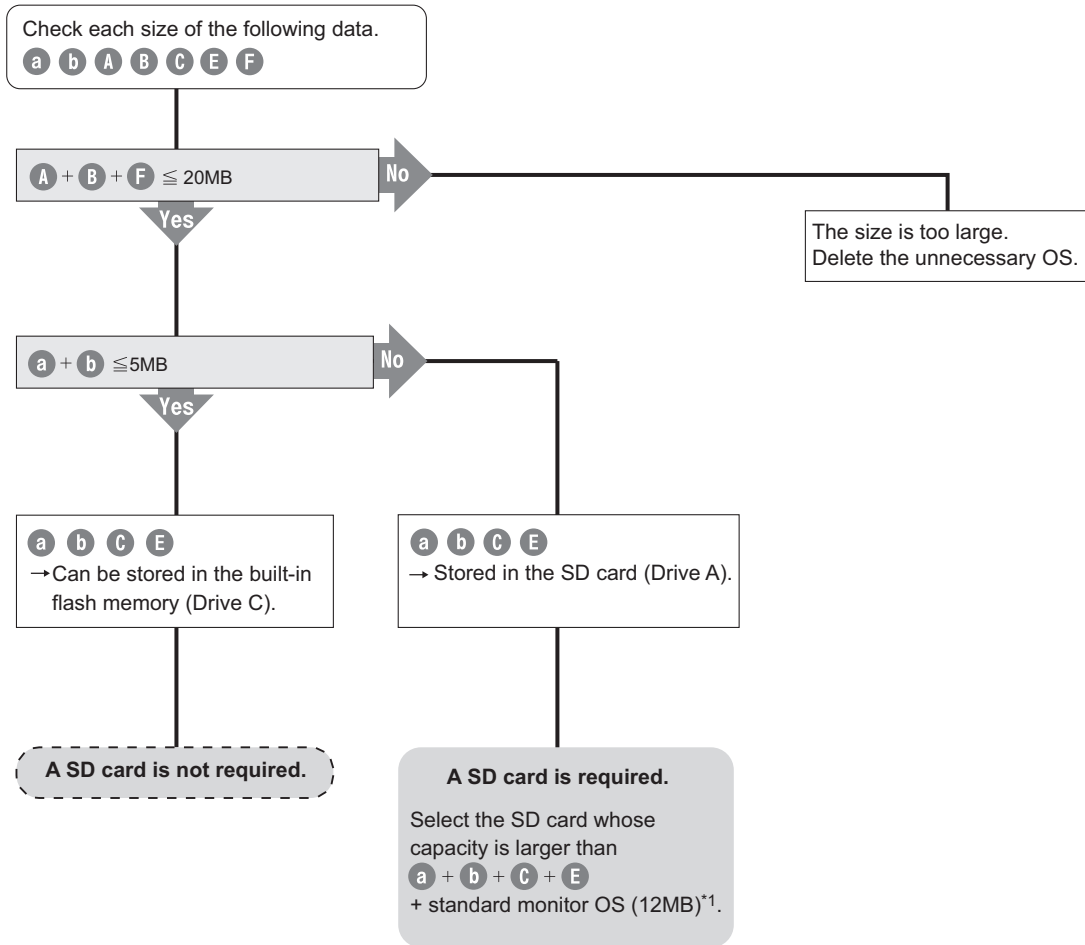 Check each size of the following data.
a b A B C E F
A + B + F ≦ 20MB
No
Yes
The size is too large.
Delete the unnecessary OS.
a + b ≦5MB
No
Yes
a b C E
→Can be stored in the built-in
flash memory (Drive C).
a b C E
→ Stored in the SD card (Drive A).
A SD card is not required.
A SD card is required.
Select the SD card whose
capacity is larger than
a + b + C + E
+ standard monitor OS (12MB)*1.